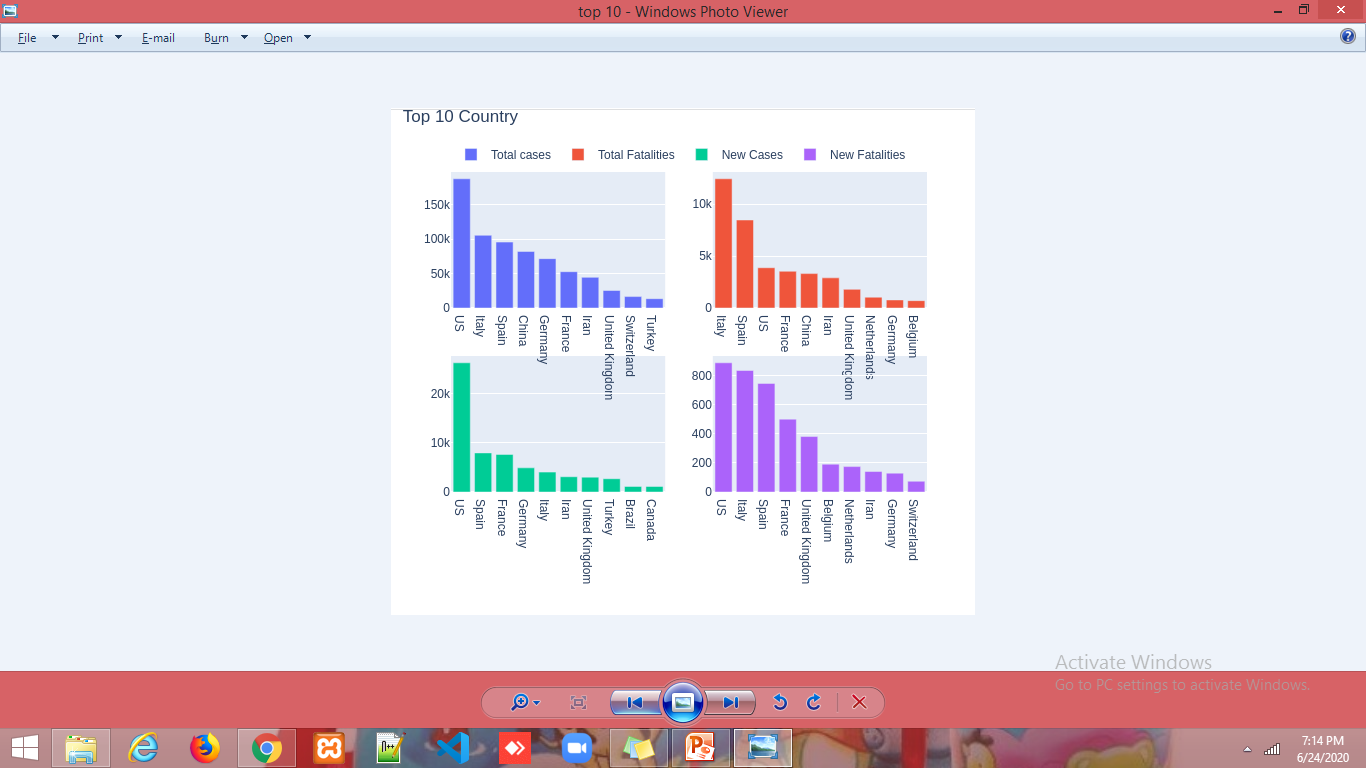 top 10 - Windows Photo Viewer
File Print E-mail Burn Open
Top 10 Country
Total cases Total Fatalities New Cases New Fatalities
150k
100k
50k
0
US Italy Spain China Germany France Iran United Kingdom Switzerland Turkey
10k
5k
0
Italy Spain US France China Iran United Kingdom Netherlands Germany Belgium
20k
10k
0
US Spain France Germany Italy Iran United Kingdom Turkey Brazil Canada
800
600
400
200
0
US Italy Spain France United Kingdom Belgium Netherlands Iran Germany Switzerland
Activate Windows
Go to PC settings to activate Windows.
7:14 PM
6/24/2020